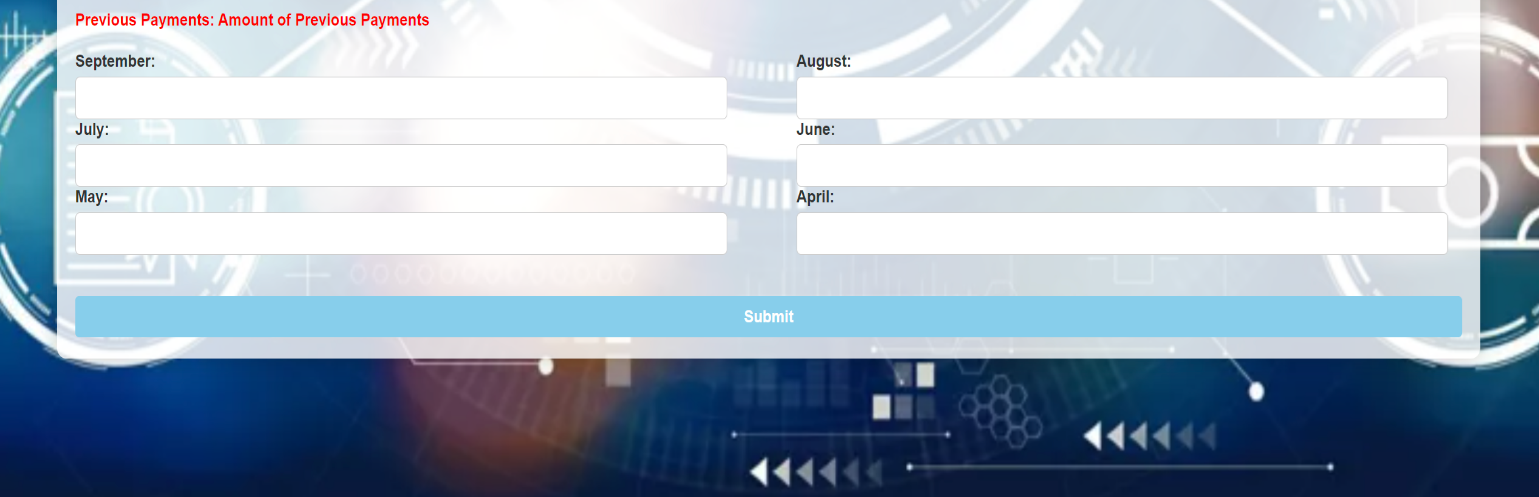 Previous Payments: Amount of Previous Payments
September:
August:
July:
June:
May:
April:
Submit